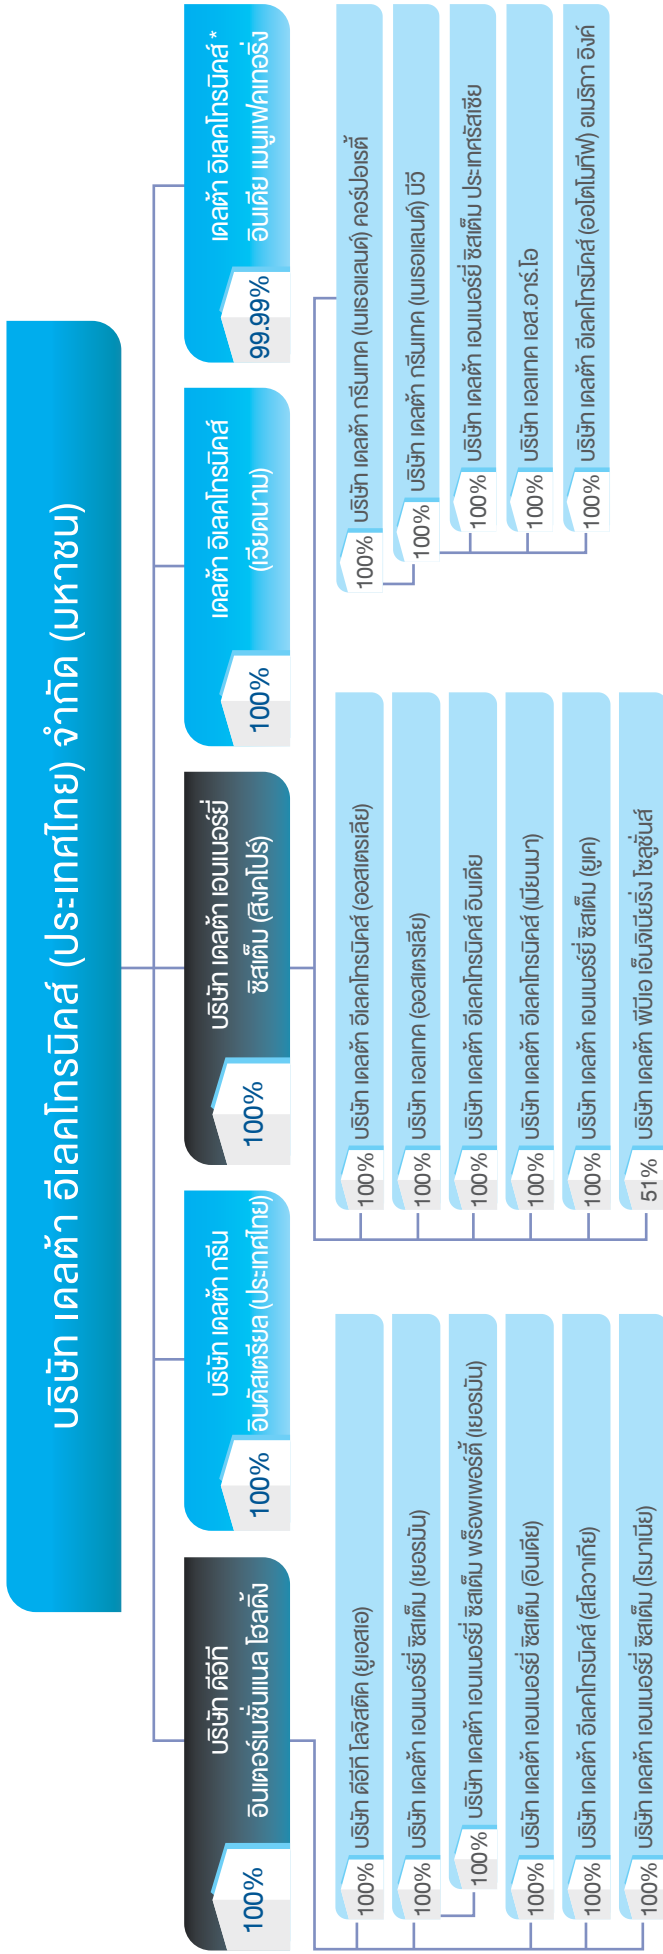 บริษัท เดลต้า อีเลคโทรนิคส์ (ประเทศไทย) จำกัด (มหาชน)
100%
บริษัท ดีอีที
อินเตอร์เนชั่นแนล โฮลดิ้ง
100%
บริษัท เดลต้า กรีน
อินดัสเตรียล (ประเทศไทย)
100%
บริษัท เดลต้า เอนเนอร์ยี่
ซิสเต็ม (สิงคโปร์)
100%
เดลต้า อิเลคโทรนิคส์
(เวียดนาม)
99.99%
เดลต้า อิเลคโทรนิคส์ *
อินเดีย เมนูแฟคเทอริง
100% บริษัท ดีอีที โลจิสติค (ยูเอสเอ)
100% บริษัท เดลต้า เอนเนอร์ยี่ ซิสเต็ม (เยอรมัน)
100% บริษัท เดลต้า เอนเนอร์ยี่ ซิสเต็ม พร็อพเพอร์ตี้ (เยอรมัน)
100% บริษัท เดลต้า เอนเนอร์ยี่ ซิสเต็ม (อินเดีย)
100% บริษัท เดลต้า อีเลคโทรนิคส์ (สโลวาเกีย)
100% บริษัท เดลต้า เอนเนอร์ยี่ ซิสเต็ม (โรมาเนีย)
100% บริษัท เดลต้า อิเลคโทรนิคส์ (ออสเตรเลีย)
100% บริษัท เอลเทค (ออสเตรเลีย)
100% บริษัท เดลต้า อิเลคโทรนิคส์ อินเดีย
100% บริษัท เดลต้า อิเลคโทรนิคส์ (เมียนมา)
100% บริษัท เดลต้า เอนเนอร์ยี่ ซิสเต็ม (ยูเค)
51% บริษัท เดลต้า พีบีเอ เอ็นจิเนียริ่ง โซลูชั่นส์
100% บริษัท เดลต้า กรีนเทค (เนเธอแลนด์) คอร์ปอเรตี้
100% บริษัท เดลต้า กรีนเทค (เนเธอแลนด์) บีวี
100% บริษัท เดลต้า เอนเนอร์ยี่ ซิสเต็ม ประเทศรัสเซีย
100% บริษัท เอลเทค เอส.อาร์.โอ
100% บริษัท เดลต้า อิเลคโทรนิคส์ (ออโตโมทีฟ) อเมริกา อิงค์